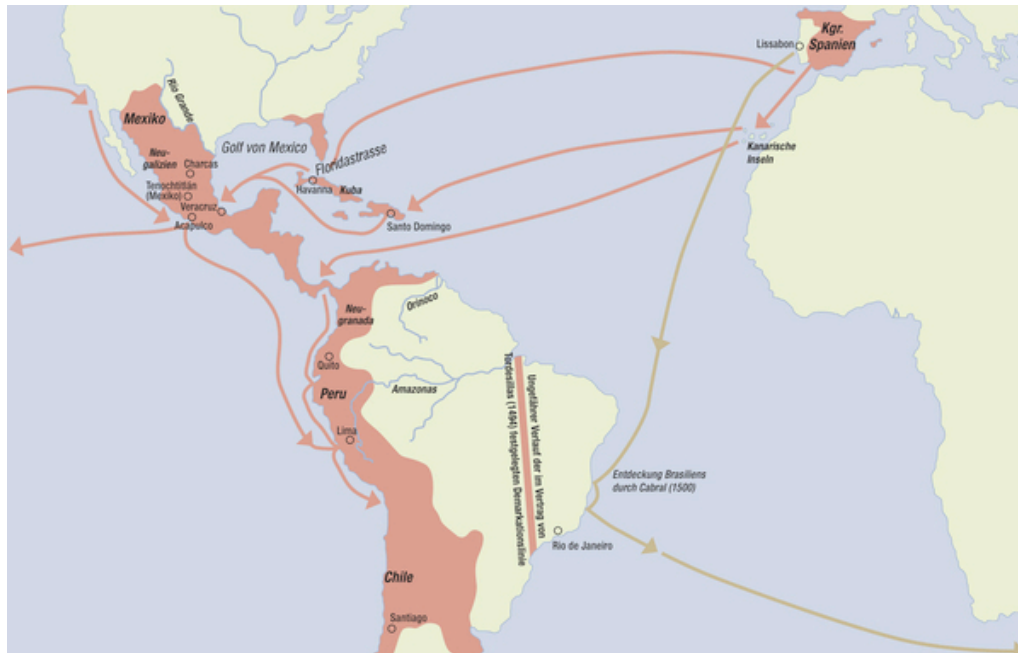 Kgr.
Spanien
Lissabon
Mexiko
Rio Grande
Golf von Mexico
Floridastrasse
Kanarische
Inseln
Neu-
galizien
Charcas
Tenochtitlán
(Mexiko)
Havanna
Kuba
Veracruz
Acapulco
Santo Domingo
Neu-
granada
Orinoco
Quito
Peru
Amazonas
Lima
Ungefährer Verlauf der im Vertrag von
Tordesillas (1494) festgelegten Demarkationslinie
Entdeckung Brasiliens
durch Cabral (1500)
Rio de Janeiro
Chile
Santiago